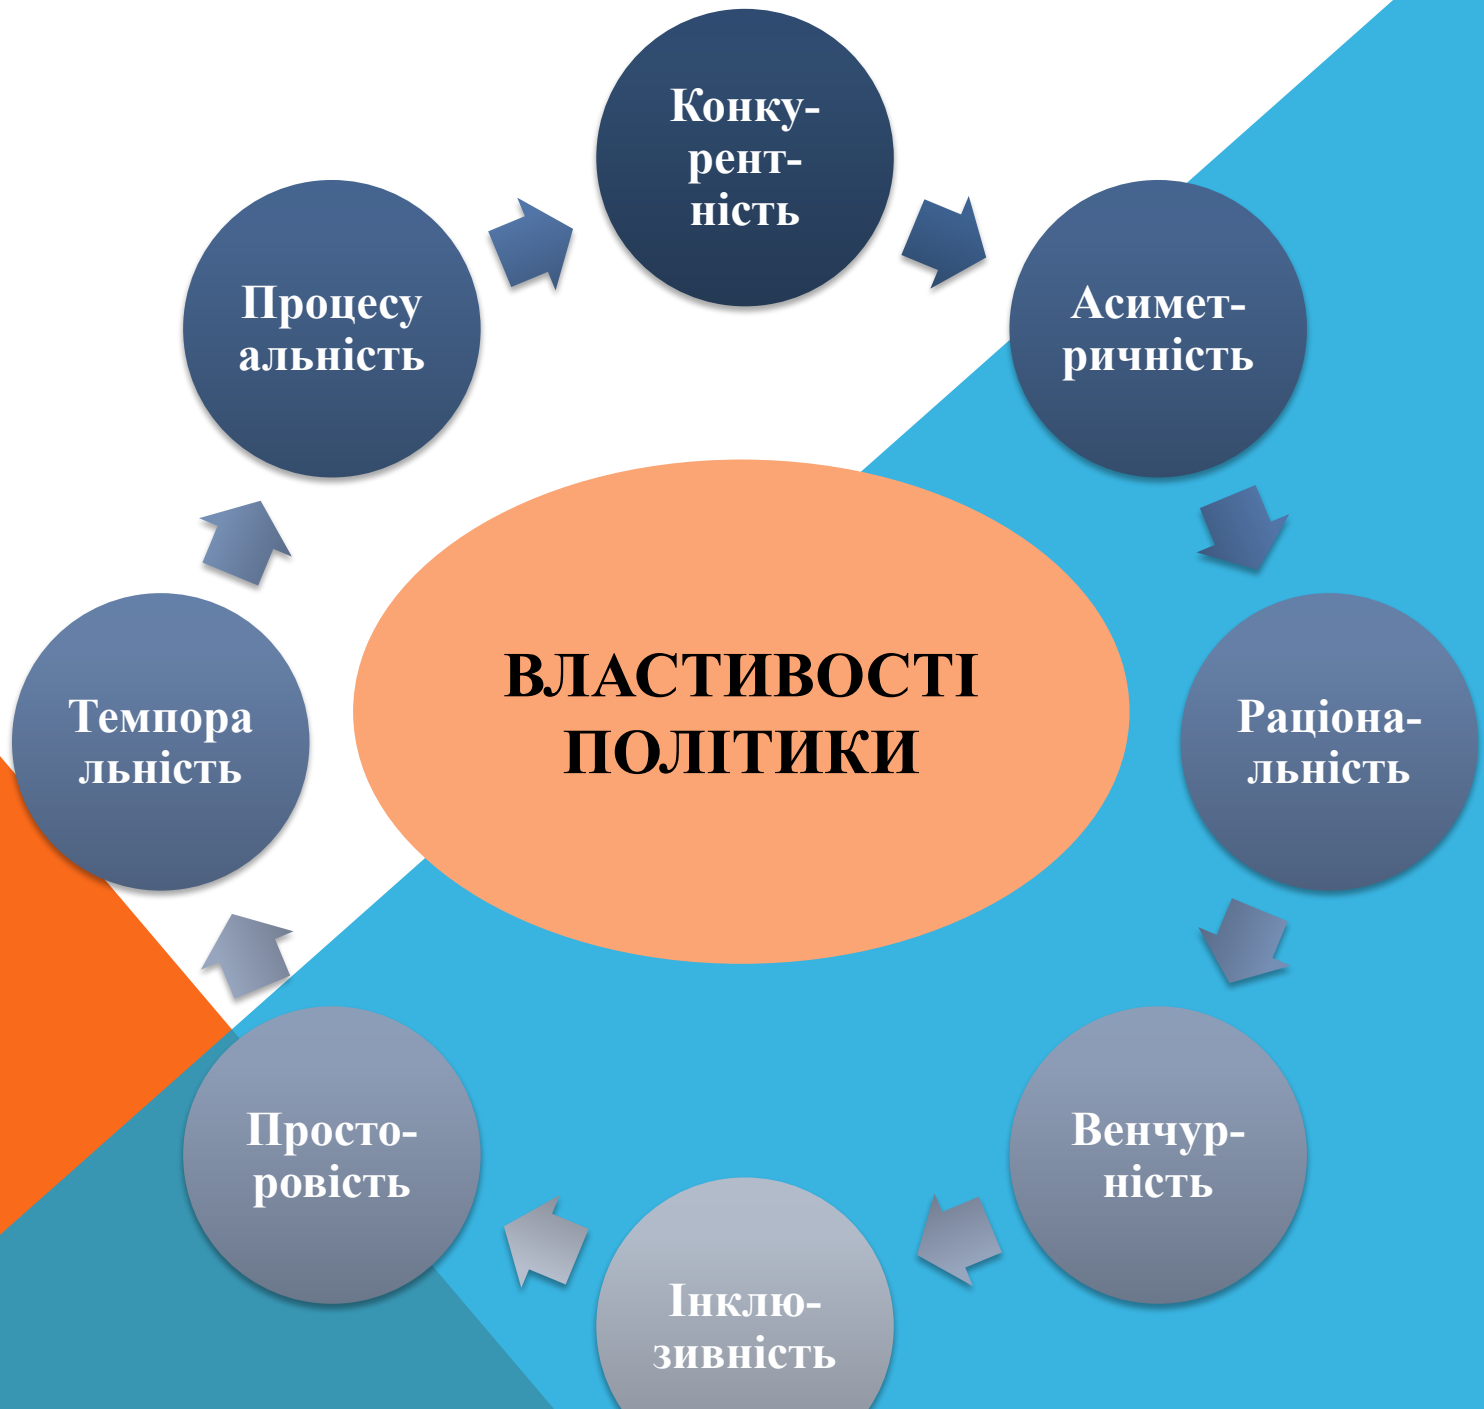 Конку-
рент-
ність
Асимет-
ричність
Раціона-
льність
Венчур-
ність
Інклю-
зивність
Просто-
ровість
Темпора
льність
Процесу
альність
ВЛАСТИВОСТІ
ПОЛІТИКИ